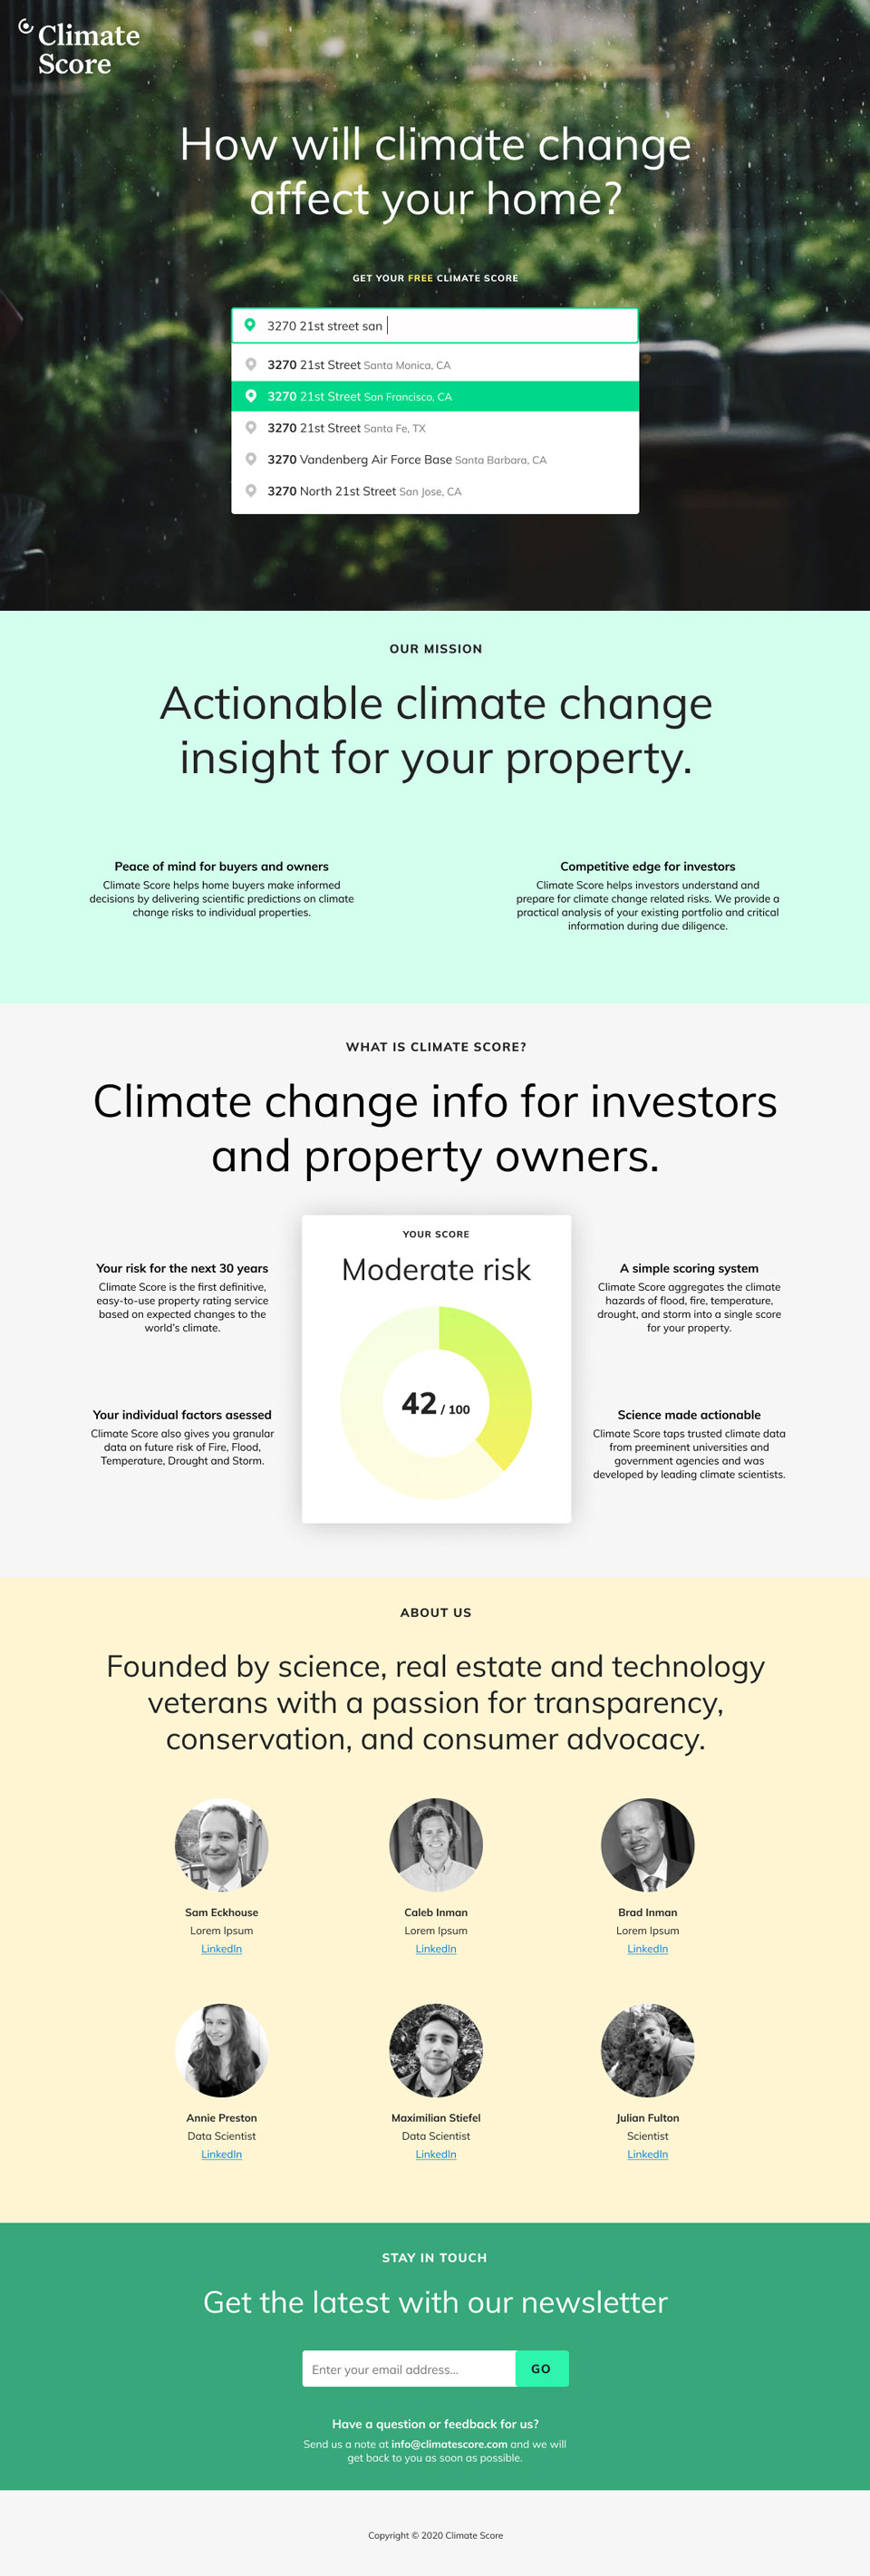 Climate
Score
How will climate change
affect your home?
GET YOUR FREE CLIMATE SCORE
3270 21st street san
3270 21st Street Santa Monica, CA
3270 21st Street San Francisco, CA
3270 21st Street Santa Fe, TX
3270 Vandenberg Air Force Base Santa Barbara, CA
3270 North 21st Street San Jose, CA
OUR MISSION
Actionable climate change
insight for your property.
Peace of mind for buyers and owners
Climate Score helps home buyers make informed
decisions by delivering scientific predictions on climate
change risks to individual properties.
Competitive edge for investors
Climate Score helps investors understand and
prepare for climate change related risks. We provide a
practical analysis of your existing portfolio and critical
information during due diligence.
WHAT IS CLIMATE SCORE?
Climate change info for investors
and property owners.
Your risk for the next 30 years
Climate Score is the first definitive,
easy-to-use property rating service
based on expected changes to the
world's climate.
Your individual factors asessed
Climate Score also gives you granular
data on future risk of Fire, Flood,
Temperature, Drought and Storm.
YOUR SCORE
Moderate risk
42 / 100
A simple scoring system
Climate Score aggregates the climate
hazards of flood, fire, temperature,
drought, and storm into a single score
for your property.
Science made actionable
Climate Score taps trusted climate data
from preeminent universities and
government agencies and was
developed by leading climate scientists.
ABOUT US
Founded by science, real estate and technology
veterans with a passion for transparency,
conservation, and consumer advocacy.
Sam Eckhouse
Lorem Ipsum
LinkedIn
Caleb Inman
Lorem Ipsum
LinkedIn
Brad Inman
Lorem Ipsum
LinkedIn
Annie Preston
Data Scientist
LinkedIn
Maximilian Stiefel
Data Scientist
LinkedIn
Julian Fulton
Scientist
LinkedIn
STAY IN TOUCH
Get the latest with our newsletter
Enter your email address...
GO
Have a question or feedback for us?
Send us a note at info@climatescore.com and we will
get back to you as soon as possible.
Copyright © 2020 Climate Score